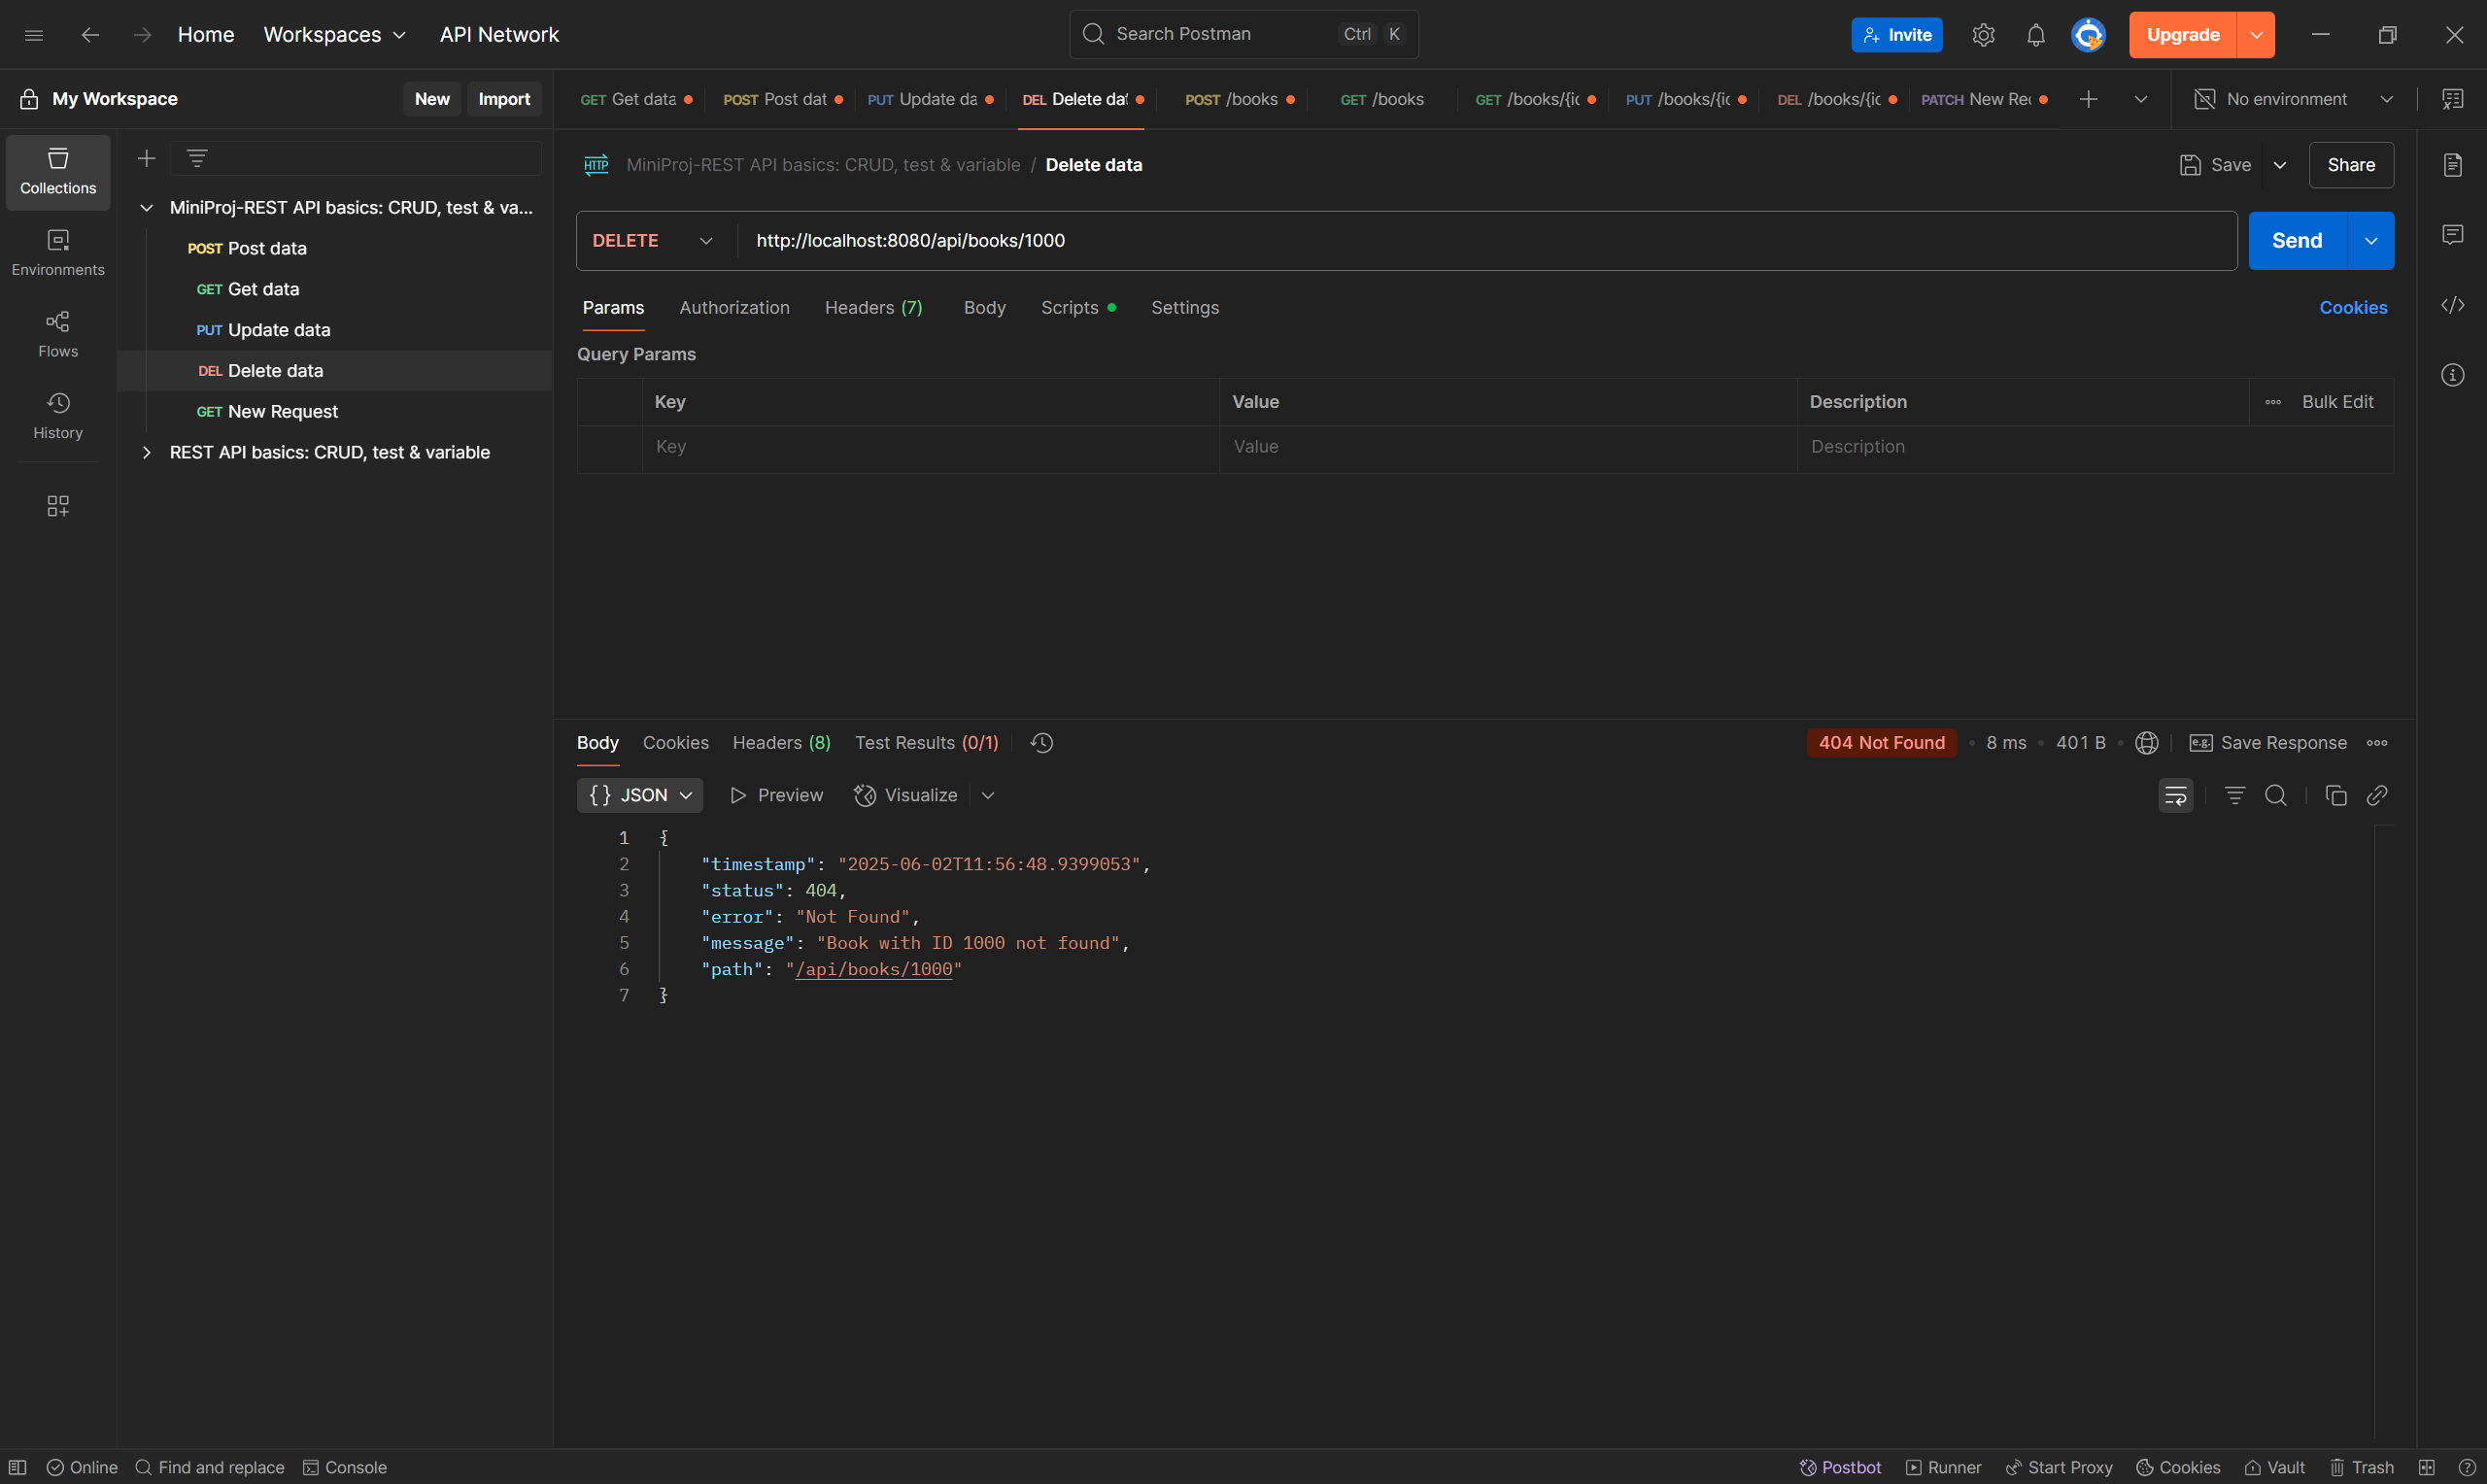 Home Workspaces API Network Search Postman Ctrl K Invite Upgrade
My Workspace New Import
GET Get data POST Post dat PUT Update da DEL Delete dat POST /books GET /books GET /books/{ic PUT /books/{ic DEL /books/{ic PATCH New Rec No environment
Collections
Environments
Flows
History
MiniProj-REST API basics: CRUD, test & va...
POST Post data
GET Get data
PUT Update data
DEL Delete data
GET New Request
REST API basics: CRUD, test & variable
HTTP MiniProj-REST API basics: CRUD, test & variable / Delete data Save Share
DELETE http://localhost:8080/api/books/1000 Send
Params Authorization Headers (7) Body Scripts Settings Cookies
Query Params
Key Value Description Bulk Edit
Key Value Description
Body Cookies Headers (8) Test Results (0/1) 404 Not Found 8 ms 401 B e.g. Save Response
{} JSON Preview Visualize
1 {
2 "timestamp": "2025-06-02T11:56:48.9399053",
3 "status": 404,
4 "error": "Not Found",
5 "message": "Book with ID 1000 not found",
6 "path": "/api/books/1000"
7 }
Online Find and replace Console Postbot Runner Start Proxy Cookies Vault Trash